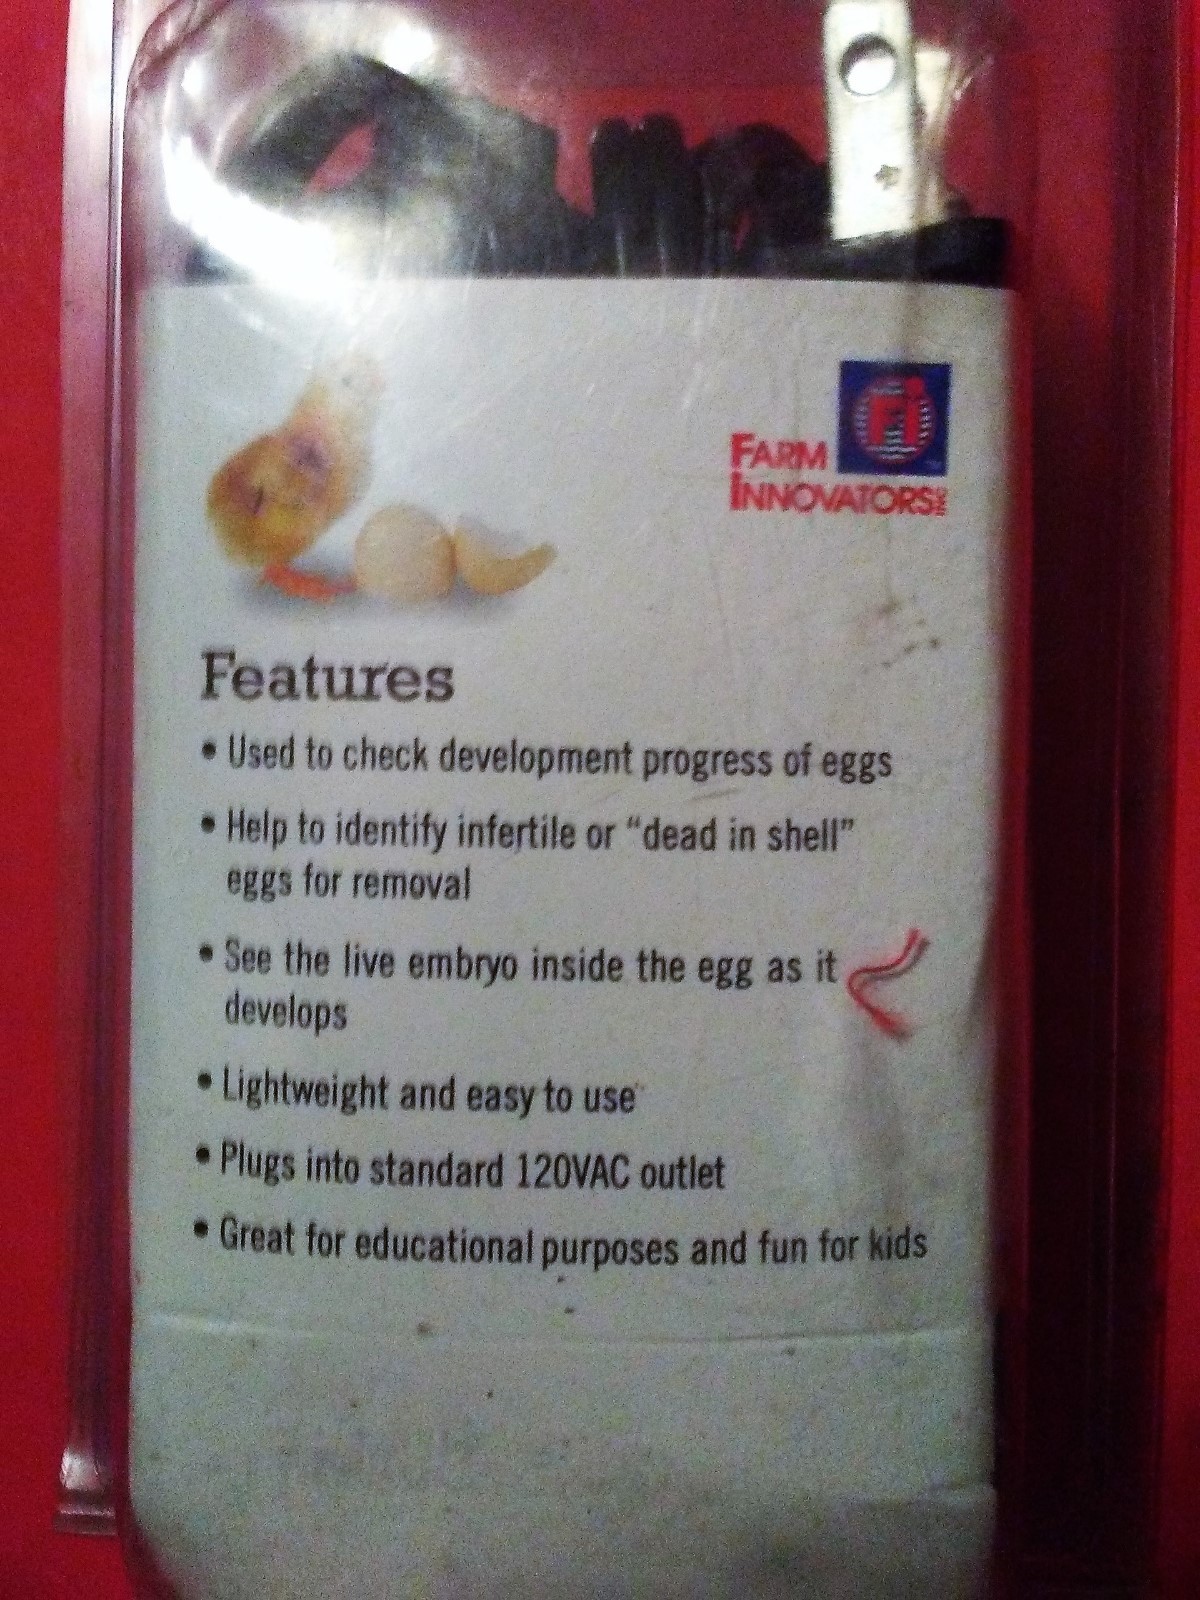 Fi
FARM
INNOVATORS INC
Features
• Used to check development progress of eggs
• Help to identify infertile or “dead in shell”
eggs for removal
• See the live embryo inside the egg as it
develops
• Lightweight and easy to use
• Plugs into standard 120VAC outlet
• Great for educational purposes and fun for kids